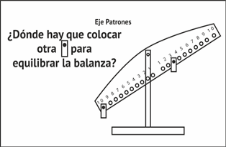 Eje Patrones
¿Dónde hay que colocar
otra para
equilibrar la balanza?